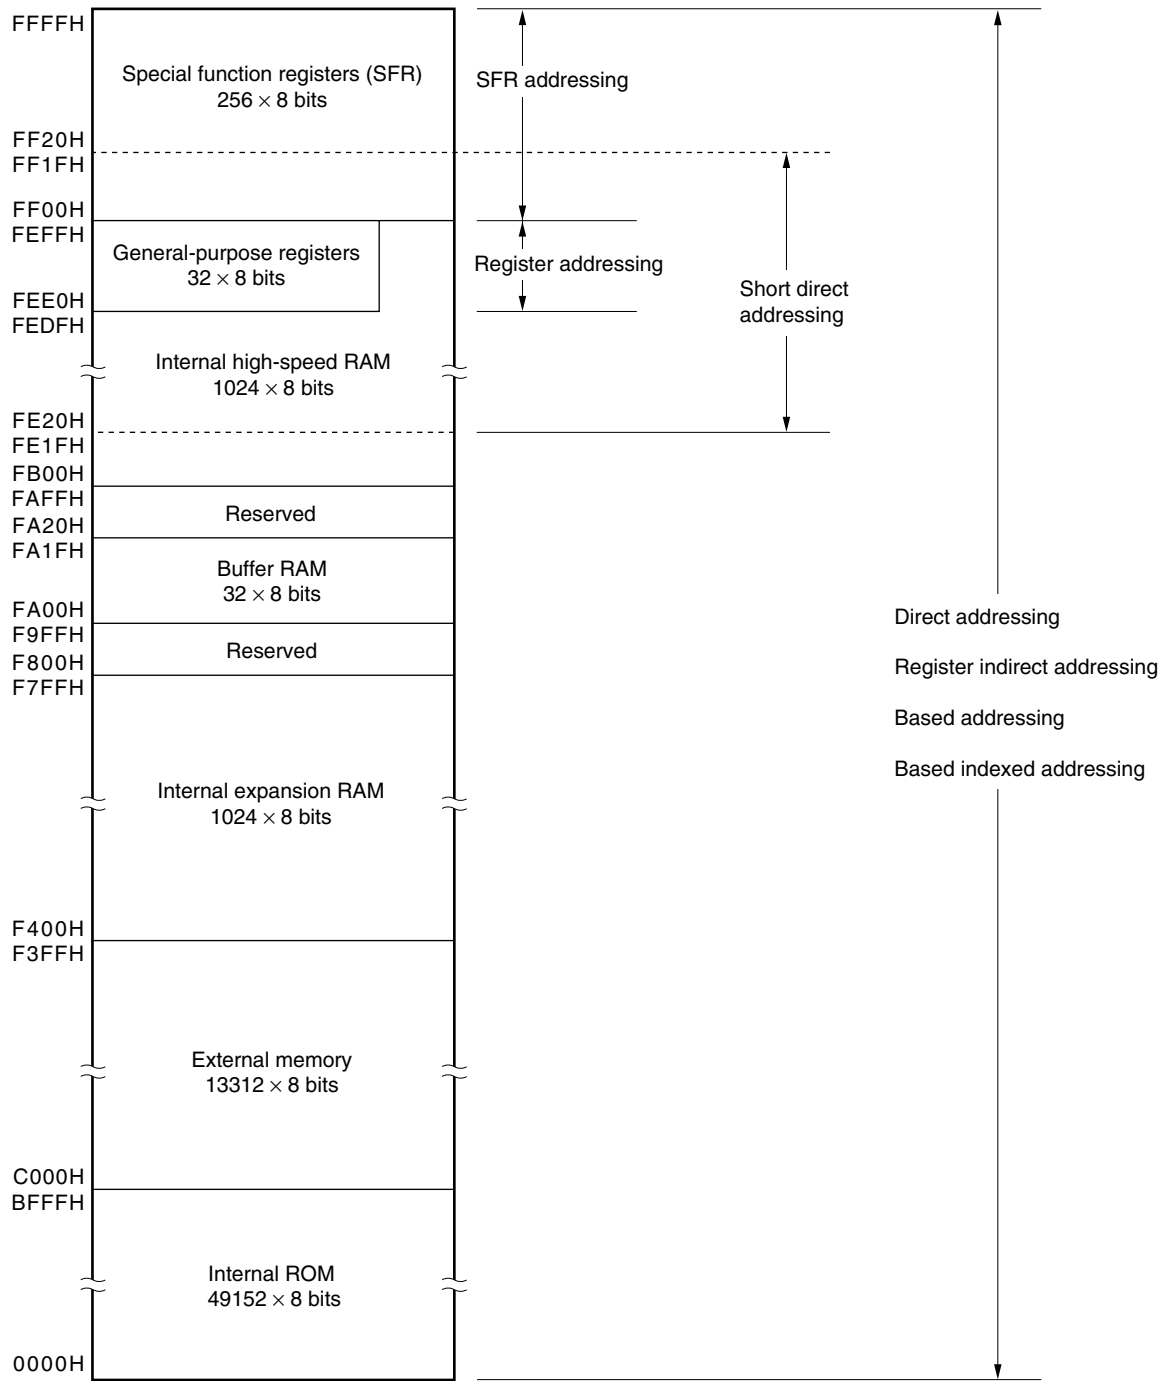 FFFFH
Special function registers (SFR)
256 × 8 bits
SFR addressing
FF20H
FF1FH
FF00H
FEFFH
General-purpose registers
32 × 8 bits
Register addressing
Short direct
addressing
FEE0H
FEDFH
Internal high-speed RAM
1024 × 8 bits
FE20H
FE1FH
FB00H
FAFFH
Reserved
FA20H
FA1FH
Buffer RAM
32 × 8 bits
FA00H
F9FFH
Reserved
F800H
F7FFH
Direct addressing
Register indirect addressing
Based addressing
Based indexed addressing
Internal expansion RAM
1024 × 8 bits
F400H
F3FFH
External memory
13312 × 8 bits
C000H
BFFFH
Internal ROM
49152 × 8 bits
0000H